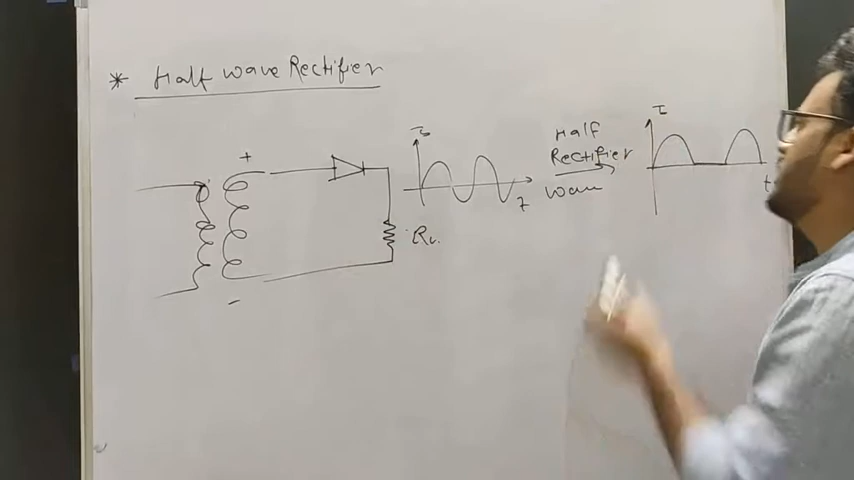 * Half wave Rectifier
+
-
RL
I
t
Half
Rectifier
wave
I
t